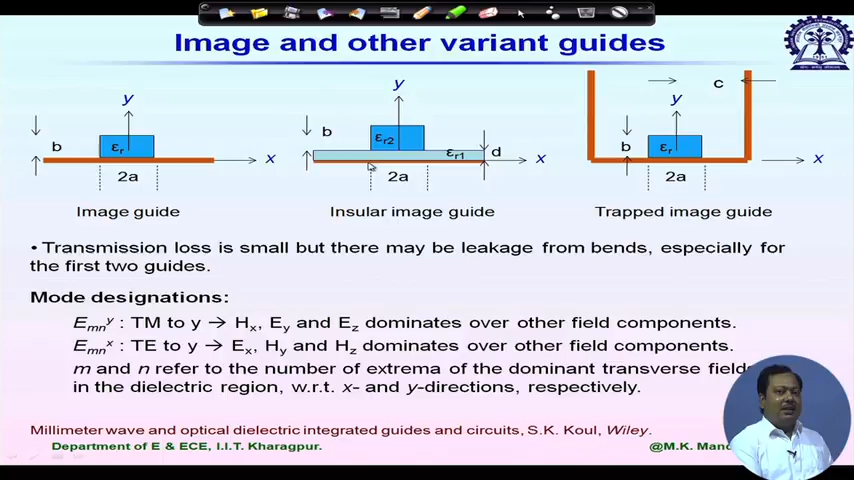 Image and other variant guides
y
b
εr
x
2a
Image guide
y
b
εr2
εr1
d
x
2a
Insular image guide
c
y
b
εr
x
2a
Trapped image guide
• Transmission loss is small but there may be leakage from bends, especially for
the first two guides.
Mode designations:
Emn^y : TM to y → Hx, Ey and Ez dominates over other field components.
Emn^x : TE to y → Ex, Hy and Hz dominates over other field components.
m and n refer to the number of extrema of the dominant transverse fields
in the dielectric region, w.r.t. x- and y-directions, respectively.
Millimeter wave and optical dielectric integrated guides and circuits, S.K. Koul, Wiley.
Department of E & ECE, I.I.T. Kharagpur.
@M.K.